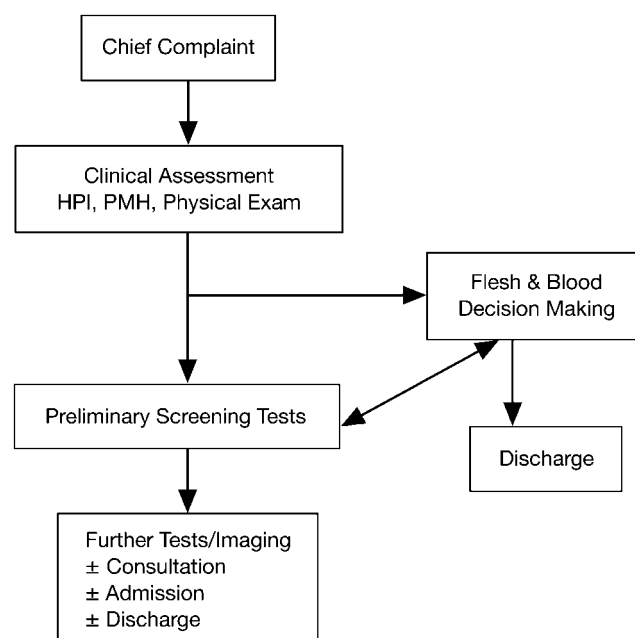 Chief Complaint
Clinical Assessment
HPI, PMH, Physical Exam
Flesh & Blood
Decision Making
Preliminary Screening Tests
Discharge
Further Tests/Imaging
± Consultation
± Admission
± Discharge